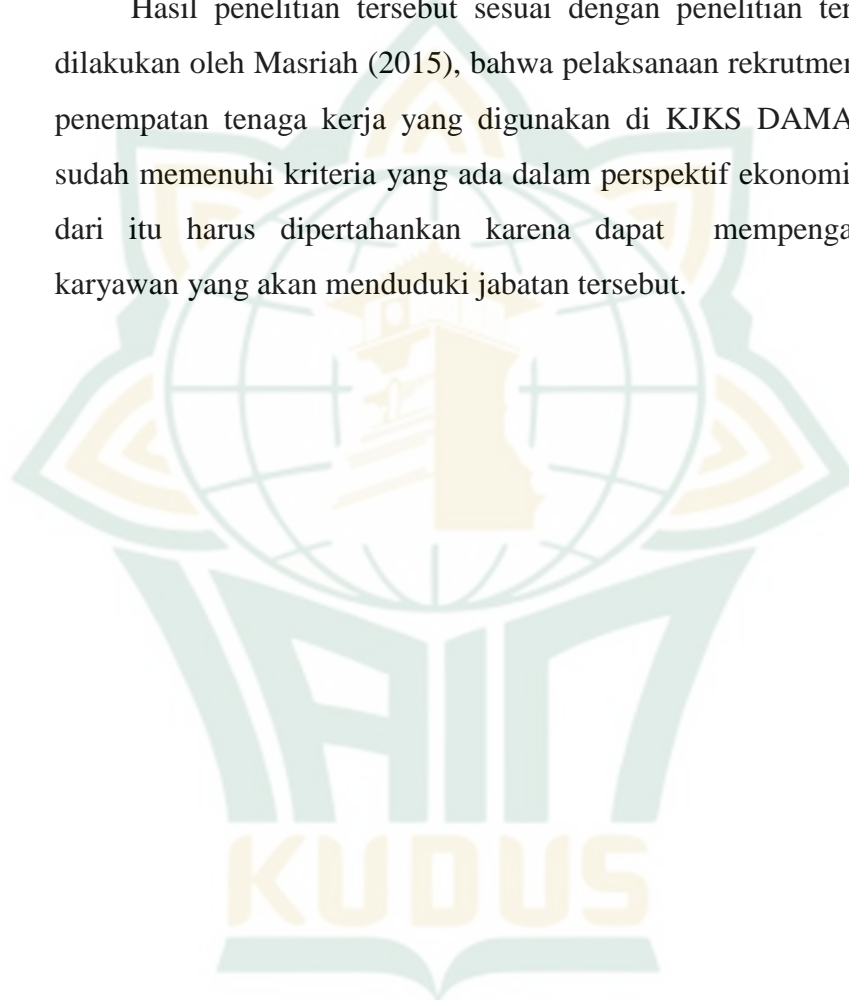 Hasil penelitian tersebut sesuai dengan penelitian ter
dilakukan oleh Masriah (2015), bahwa pelaksanaan rekrutmen
penempatan tenaga kerja yang digunakan di KJKS DAMA
sudah memenuhi kriteria yang ada dalam perspektif ekonomi
dari itu harus dipertahankan karena dapat mempenga
karyawan yang akan menduduki jabatan tersebut.
IAIN
KUDUS